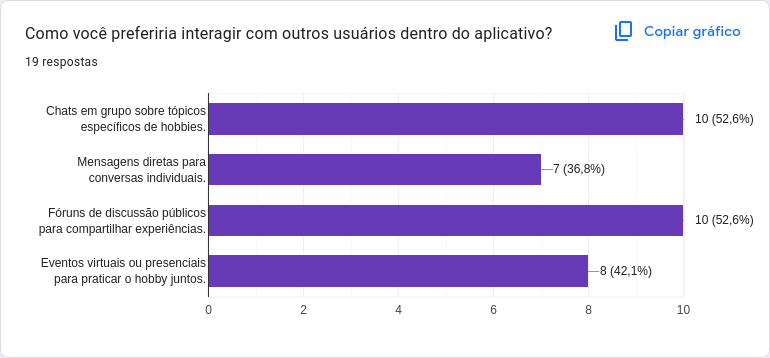 Como você preferiria interagir com outros usuários dentro do aplicativo?
Copiar gráfico
19 respostas
Chats em grupo sobre tópicos
específicos de hobbies.
10 (52,6%)
Mensagens diretas para
conversas individuais.
7 (36,8%)
Fóruns de discussão públicos
para compartilhar experiências.
10 (52,6%)
Eventos virtuais ou presenciais
para praticar o hobby juntos.
8 (42,1%)
0 2 4 6 8 10